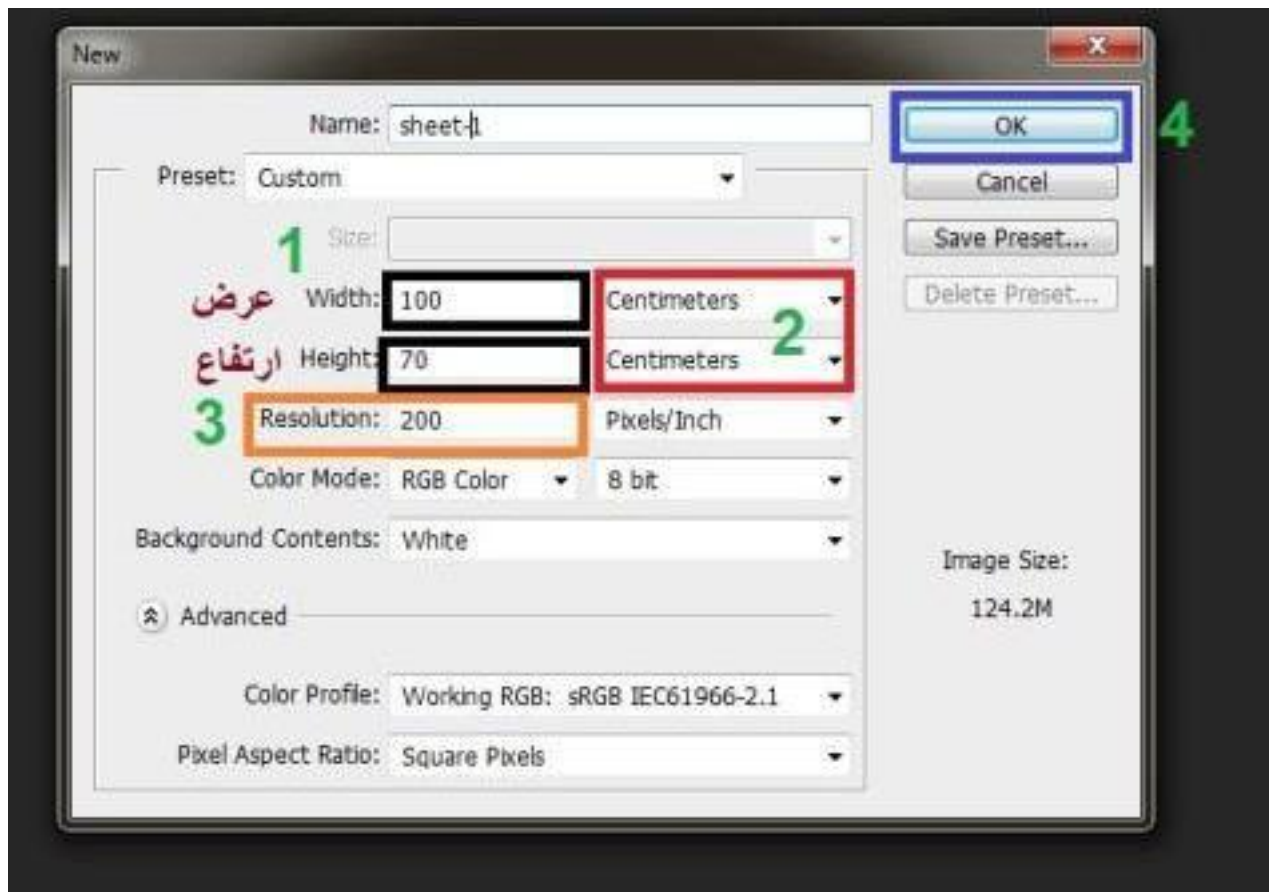 New
Name: sheet-1
OK 4
Preset: Custom
Cancel
1 Size:
Save Preset...
عرض Width: 100 Centimeters
Delete Preset...
2
ارتفاع Height: 70 Centimeters
3 Resolution: 200 Pixels/Inch
Color Mode: RGB Color 8 bit
Background Contents: White
Image Size:
124.2M
Advanced
Color Profile: Working RGB: sRGB IEC61966-2.1
Pixel Aspect Ratio: Square Pixels